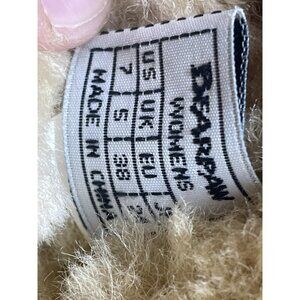 BEARPAW
WOMENS
US UK EU
7 5 38
MADE IN CHINA